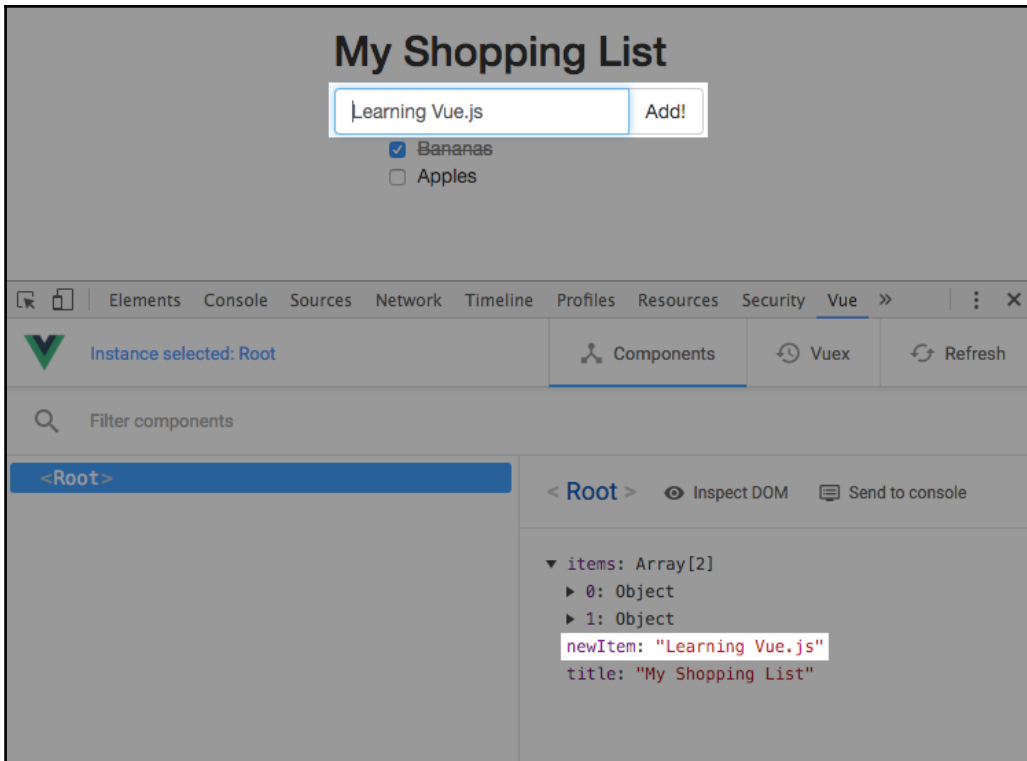 My Shopping List
Learning Vue.js Add!
Bananas
Apples
Elements Console Sources Network Timeline Profiles Resources Security Vue »
Instance selected: Root Components Vuex Refresh
Filter components
<Root>
< Root > Inspect DOM Send to console
▼ items: Array[2]
▶ 0: Object
▶ 1: Object
newItem: "Learning Vue.js"
title: "My Shopping List"